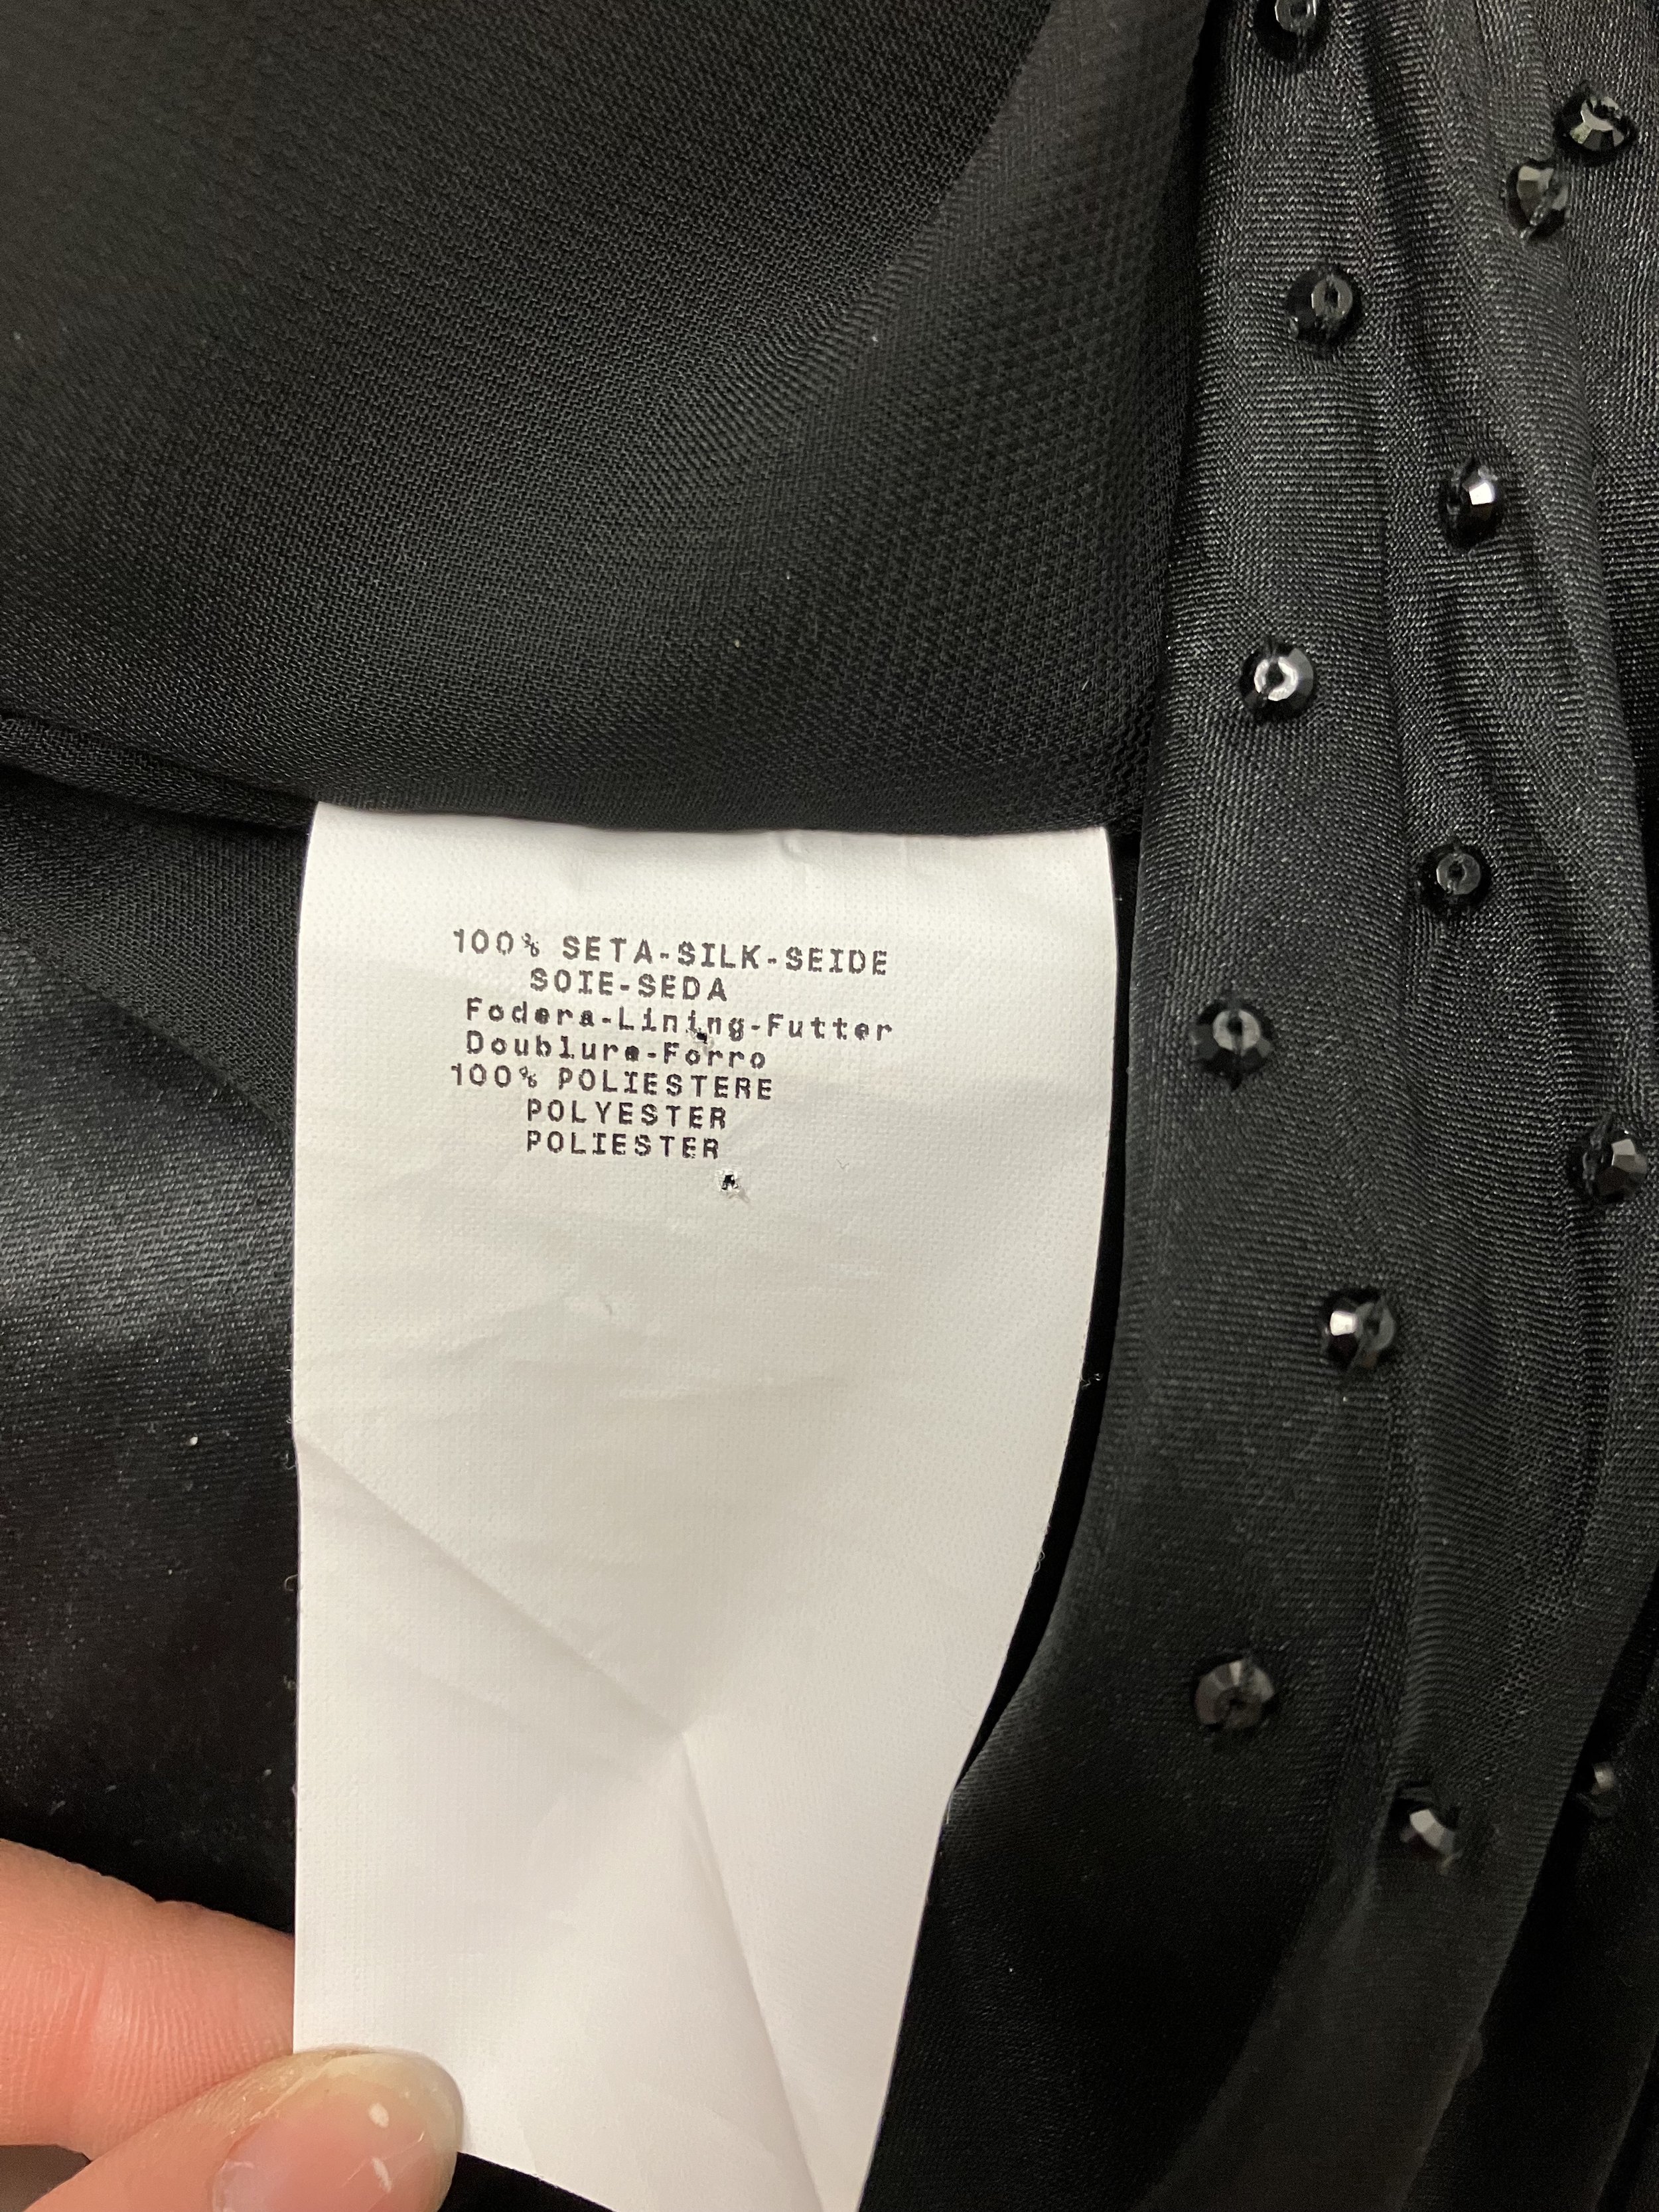 100% SETA-SILK-SEIDE
SOIE-SEDA
Fodera-Lining-Futter
Doublure-Forro
100% POLIESTERE
POLYESTER
POLIESTER